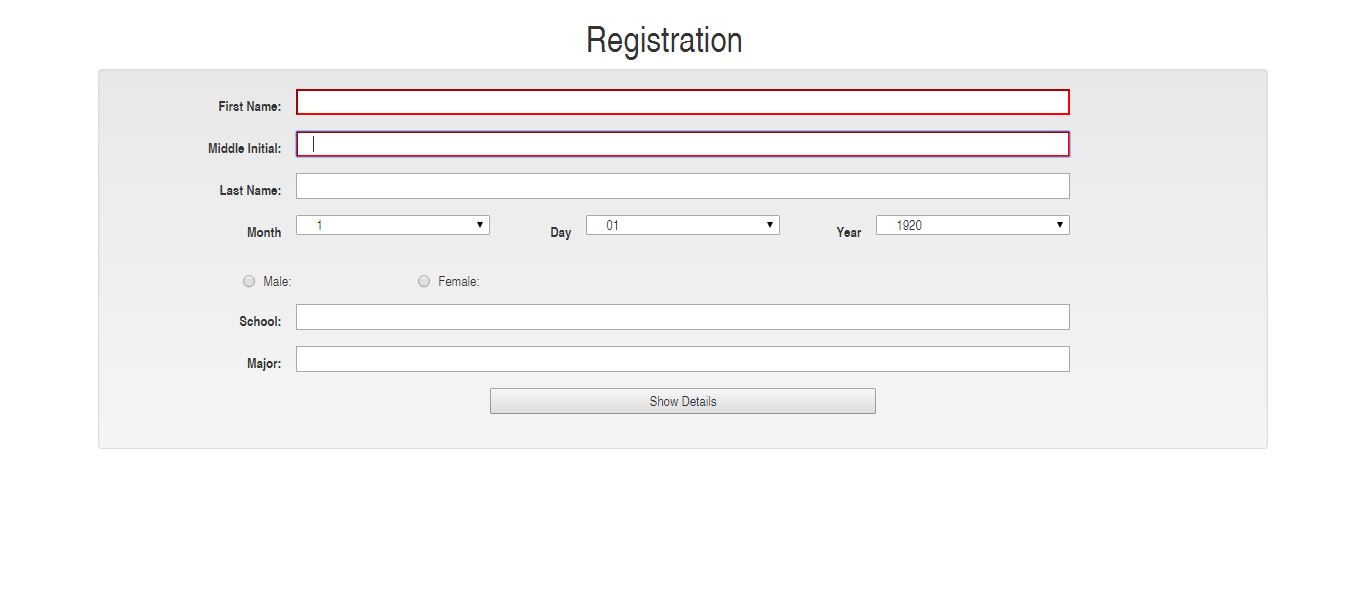 Registration
First Name:
Middle Initial:
Last Name:
Month 1 Day 01 Year 1920
Male: Female:
School:
Major:
Show Details